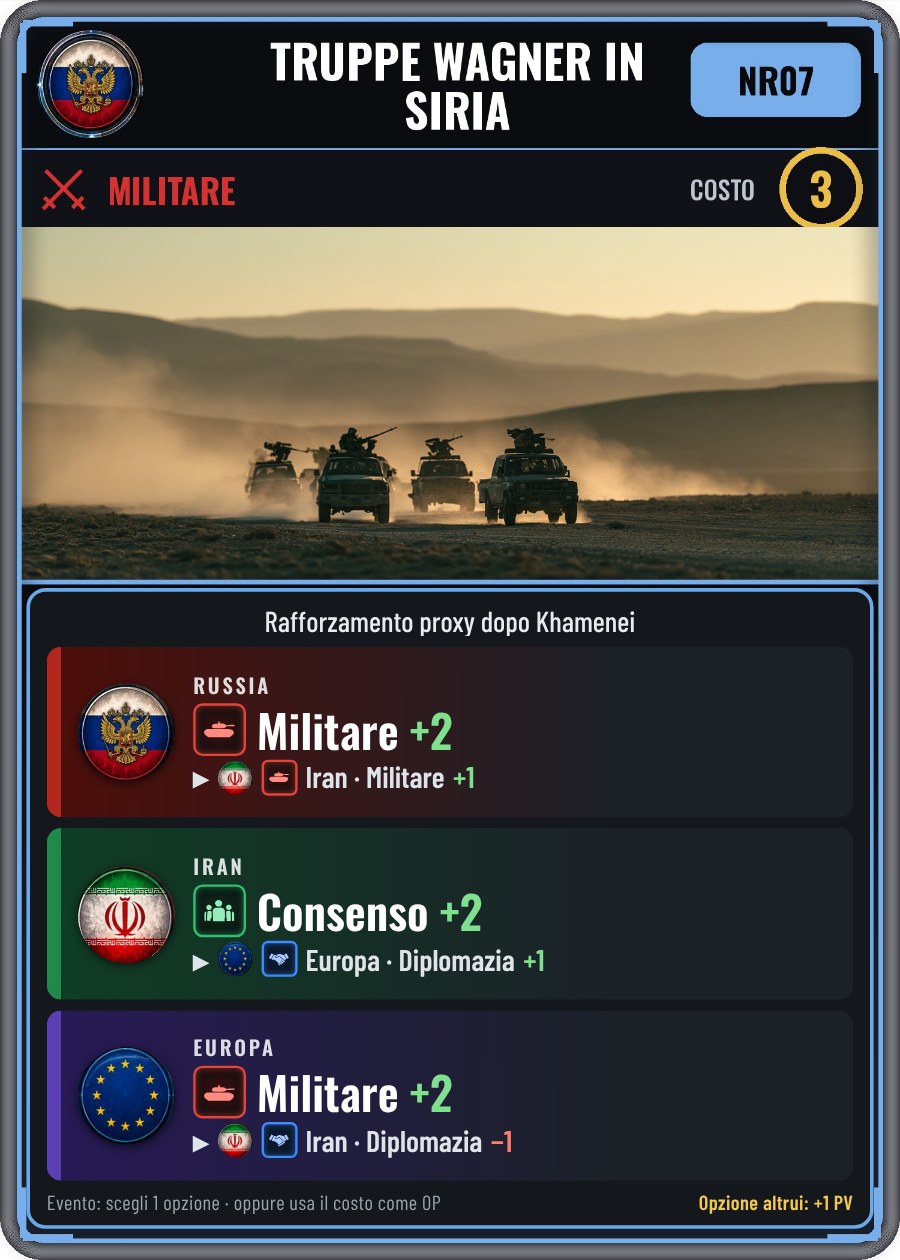 TRUPPE WAGNER IN
SIRIA
NR07
MILITARE
COSTO
3
Rafforzamento proxy dopo Khamenei
RUSSIA
Militare +2
▶ Iran · Militare +1
IRAN
Consenso +2
▶ Europa · Diplomazia +1
EUROPA
Militare +2
▶ Iran · Diplomazia −1
Evento: scegli 1 opzione · oppure usa il costo come OP
Opzione altrui: +1 PV